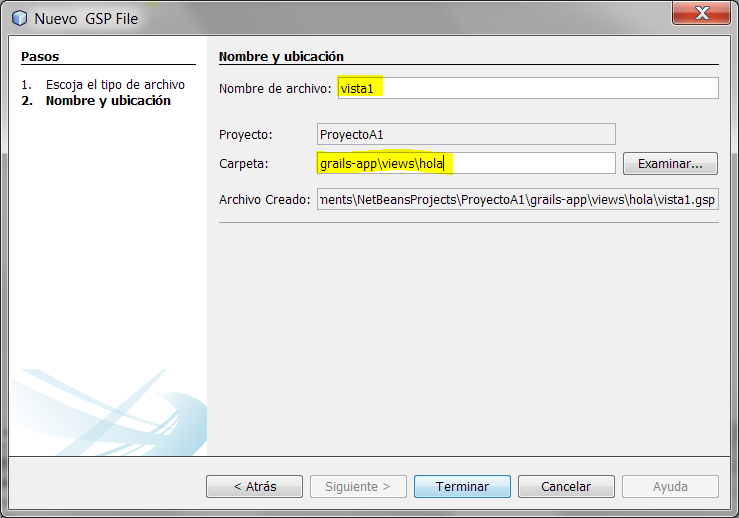 Nuevo  GSP File
X
Pasos
1. Escoja el tipo de archivo
2. Nombre y ubicación
Nombre y ubicación
Nombre de archivo: vista1
Proyecto: ProyectoA1
Carpeta: grails-app\views\hola Examinar...
Archivo Creado: ments\NetBeansProjects\ProyectoA1\grails-app\views\hola\vista1.gsp
< Atrás Siguiente > Terminar Cancelar Ayuda